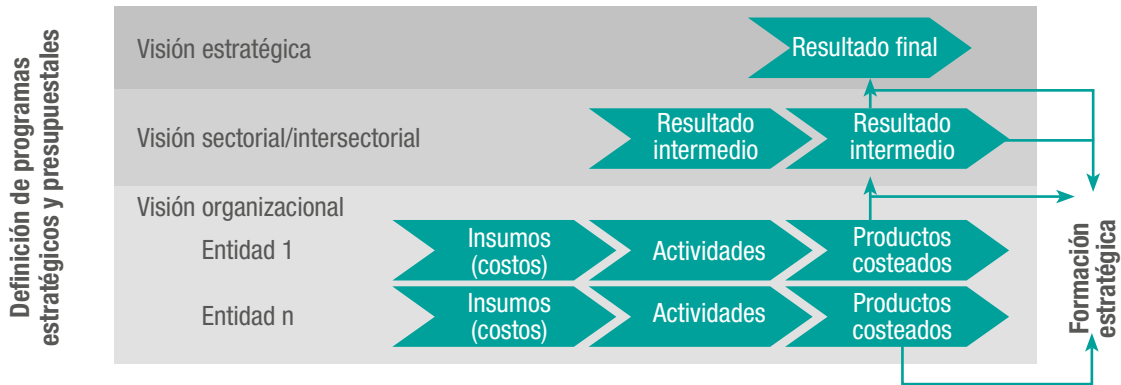 Definición de programas
estratégicos y presupuestales
Visión estratégica
Resultado final
Visión sectorial/intersectorial
Resultado
intermedio
Resultado
intermedio
Visión organizacional
Entidad 1
Insumos
(costos)
Actividades
Productos
costeados
Entidad n
Insumos
(costos)
Actividades
Productos
costeados
Formación
estratégica